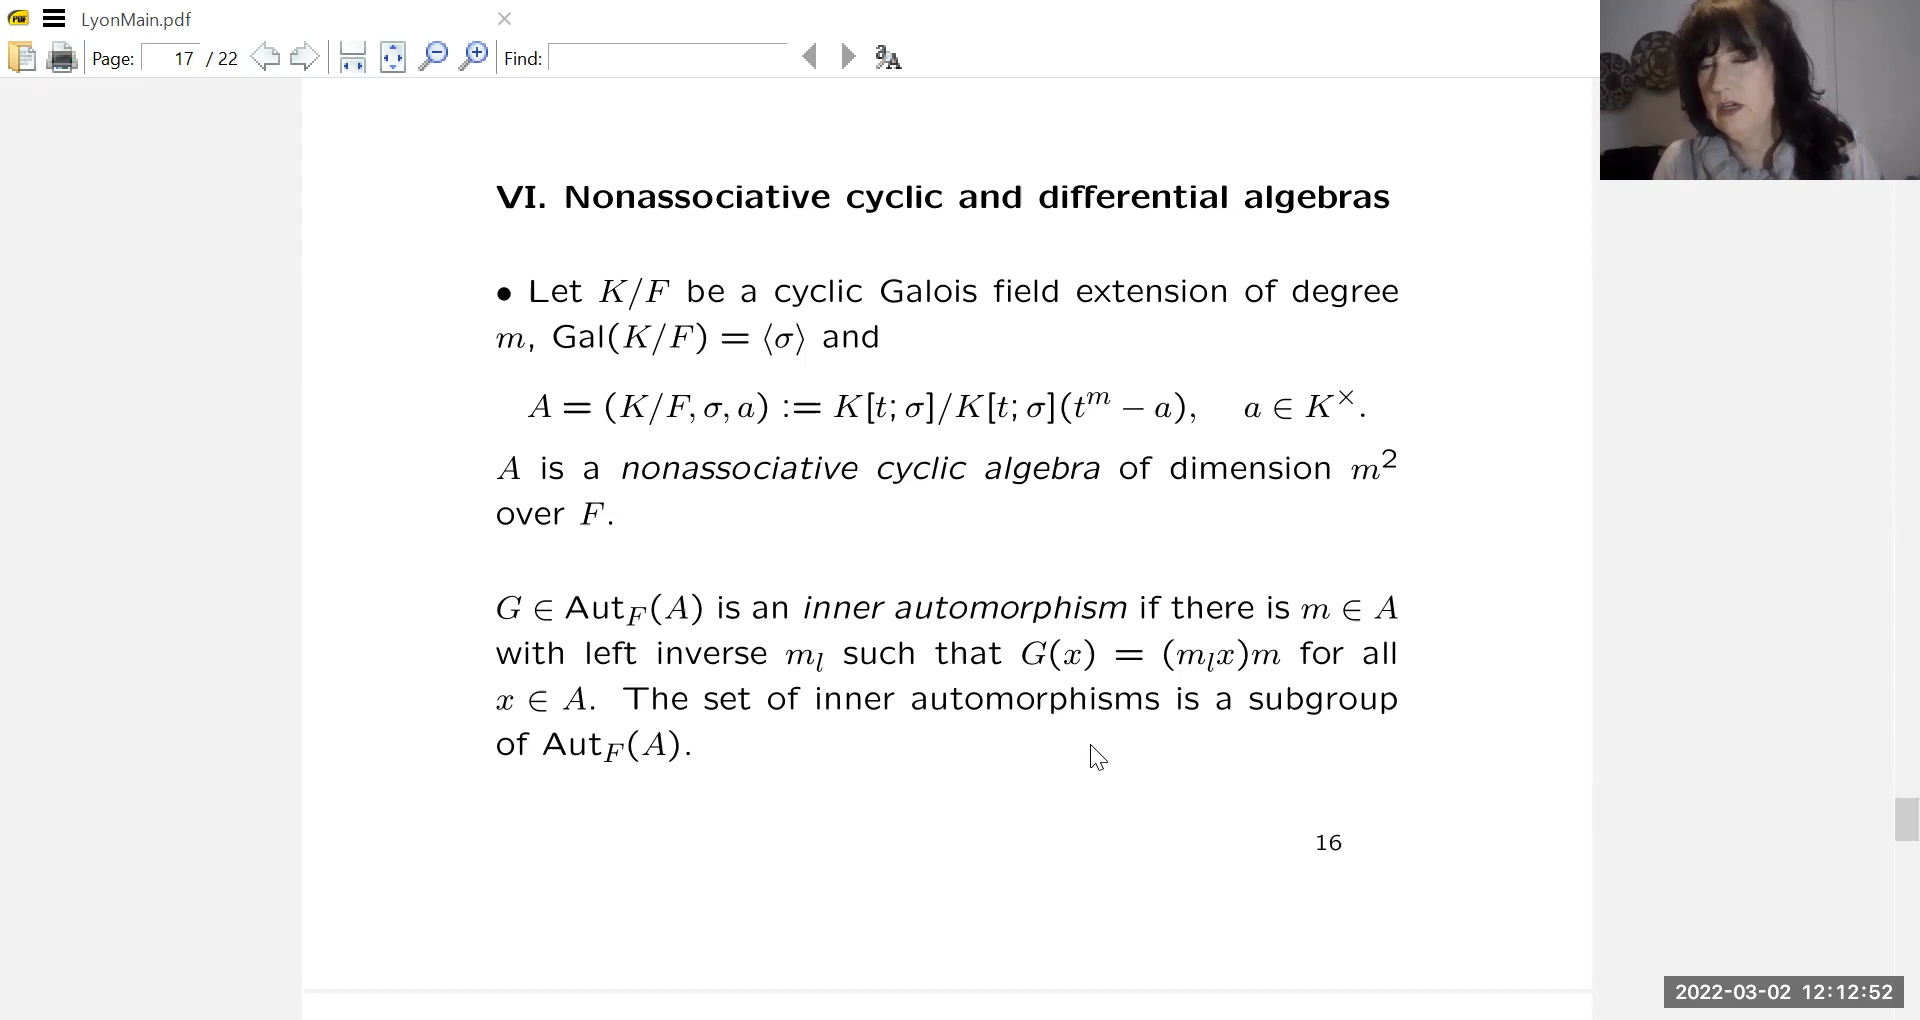 LyonMain.pdf
Page: 17 / 22 Find:
VI. Nonassociative cyclic and differential algebras
• Let K/F be a cyclic Galois field extension of degree
m, Gal(K/F) = ⟨σ⟩ and
A = (K/F, σ, a) := K[t; σ]/K[t; σ](t^m − a), a ∈ K^×.
A is a nonassociative cyclic algebra of dimension m²
over F.
G ∈ Aut_F(A) is an inner automorphism if there is m ∈ A
with left inverse m_l such that G(x) = (m_l x)m for all
x ∈ A. The set of inner automorphisms is a subgroup
of Aut_F(A).
16
2022-03-02 12:12:52